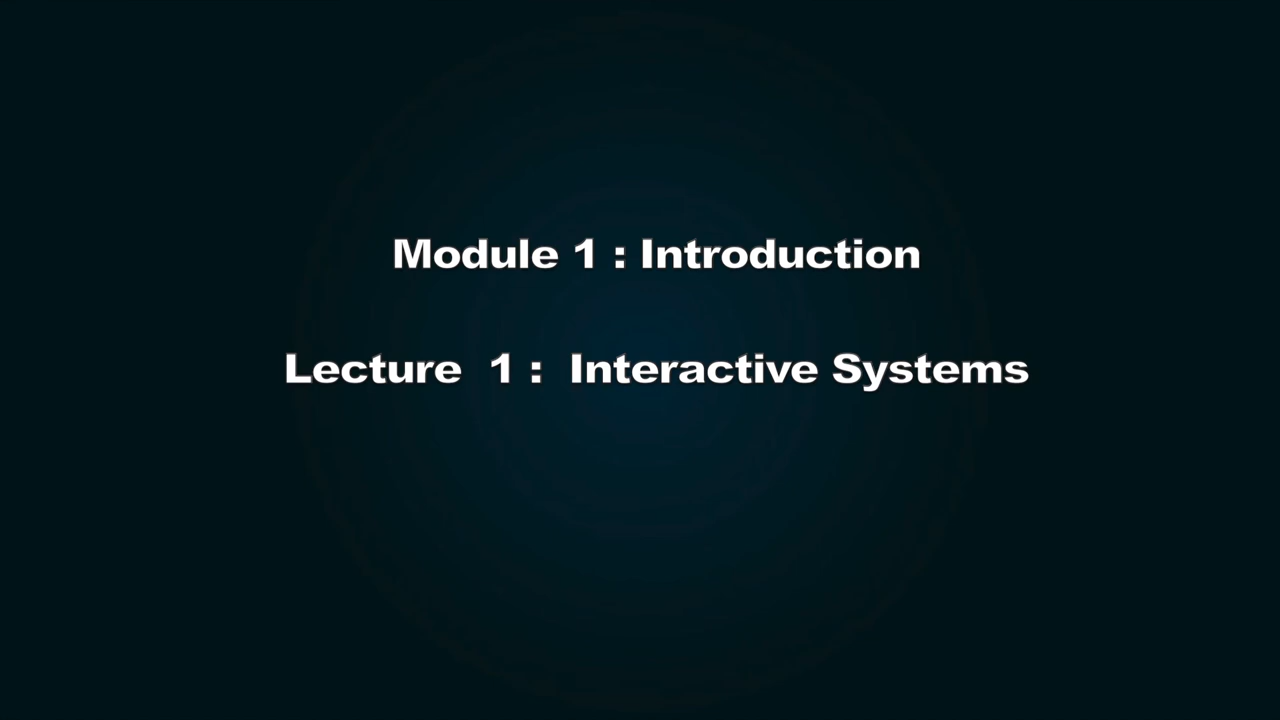 Module 1 : Introduction
Lecture 1 : Interactive Systems